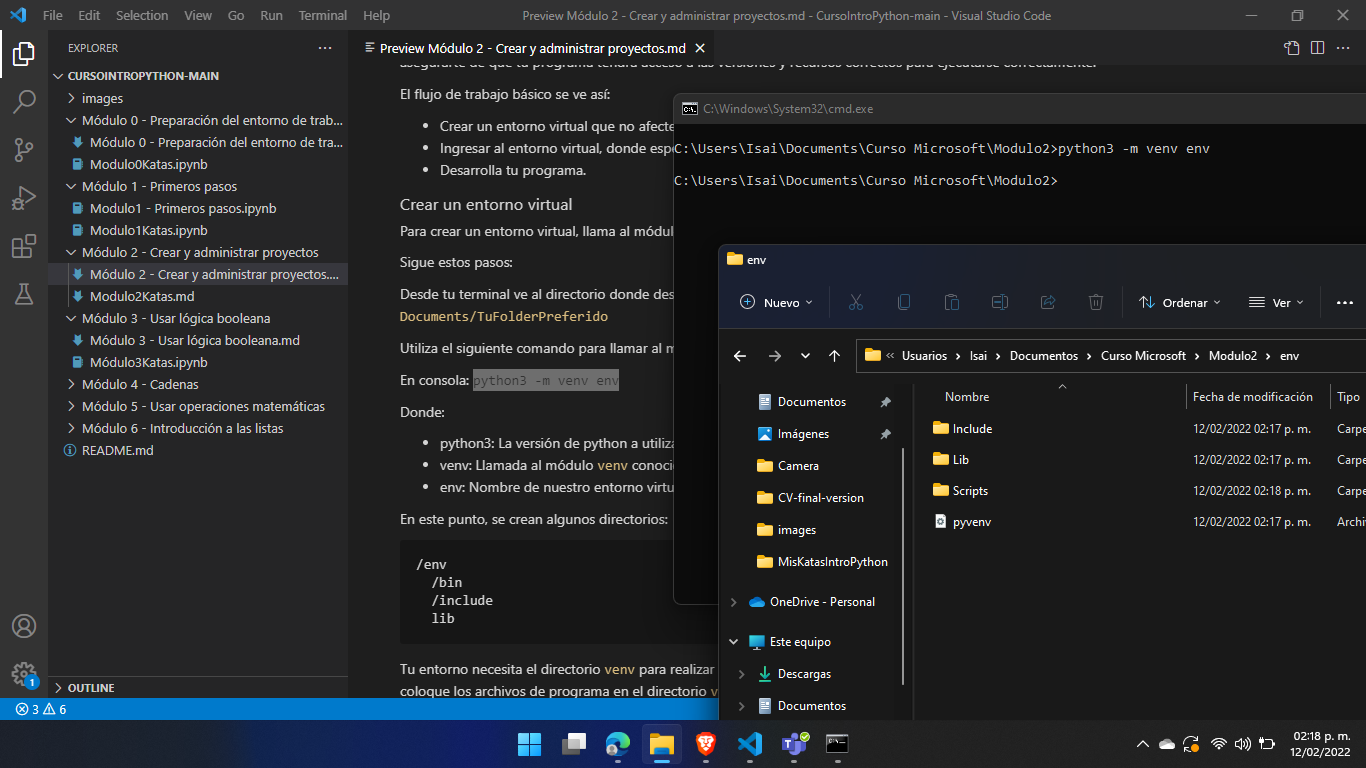 File Edit Selection View Go Run Terminal Help
Preview Módulo 2 - Crear y administrar proyectos.md - CursoIntroPython-main - Visual Studio Code
EXPLORER
CURSOINTROPYTHON-MAIN
images
Módulo 0 - Preparación del entorno de trab...
Módulo 0 - Preparación del entorno de tra...
Modulo0Katas.ipynb
Módulo 1 - Primeros pasos
Modulo1 - Primeros pasos.ipynb
Modulo1Katas.ipynb
Módulo 2 - Crear y administrar proyectos
Módulo 2 - Crear y administrar proyectos....
Modulo2Katas.md
Módulo 3 - Usar lógica booleana
Módulo 3 - Usar lógica booleana.md
Módulo3Katas.ipynb
Módulo 4 - Cadenas
Módulo 5 - Usar operaciones matemáticas
Módulo 6 - Introducción a las listas
README.md
OUTLINE
3 6
1
Preview Módulo 2 - Crear y administrar proyectos.md
asegurarte de que tu programa tendrá acceso a las versiones y recursos correctos para ejecutarse correctamente.
El flujo de trabajo básico se ve así:
Crear un entorno virtual que no afecte
Ingresar al entorno virtual, donde espe
Desarrolla tu programa.
Crear un entorno virtual
Para crear un entorno virtual, llama al módul
Sigue estos pasos:
Desde tu terminal ve al directorio donde des
Documents/TuFolderPreferido
Utiliza el siguiente comando para llamar al m
En consola: python3 -m venv env
Donde:
python3: La versión de python a utiliza
venv: Llamada al módulo venv conoci
env: Nombre de nuestro entorno virtu
En este punto, se crean algunos directorios:
/env
/bin
/include
lib
Tu entorno necesita el directorio venv para realizar
coloque los archivos de programa en el directorio v
C:\Windows\System32\cmd.exe
C:\Users\Isai\Documents\Curso Microsoft\Modulo2>python3 -m venv env
C:\Users\Isai\Documents\Curso Microsoft\Modulo2>
env
Nuevo Ordenar Ver
Usuarios Isai Documentos Curso Microsoft Modulo2 env
Documentos
Imágenes
Camera
CV-final-version
images
MisKatasIntroPython
OneDrive - Personal
Este equipo
Descargas
Documentos
Nombre Fecha de modificación Tipo
Include 12/02/2022 02:17 p. m. Carpe
Lib 12/02/2022 02:17 p. m. Carpe
Scripts 12/02/2022 02:18 p. m. Carpe
pyvenv 12/02/2022 02:17 p. m. Archi
02:18 p. m.
12/02/2022